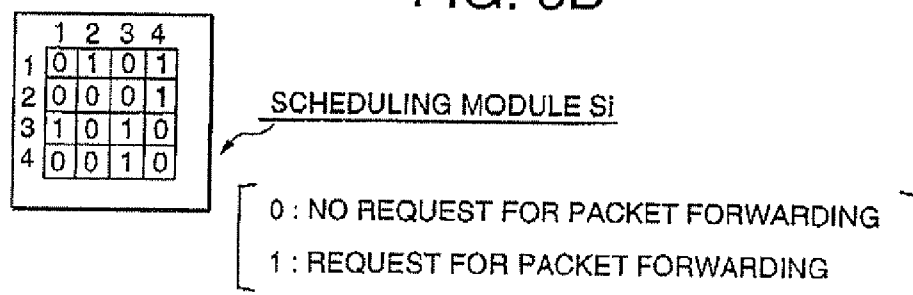 1 2 3 4
1 0 1 0 1
2 0 0 0 1
3 1 0 1 0
4 0 0 1 0
SCHEDULING MODULE Si
0 : NO REQUEST FOR PACKET FORWARDING
1 : REQUEST FOR PACKET FORWARDING